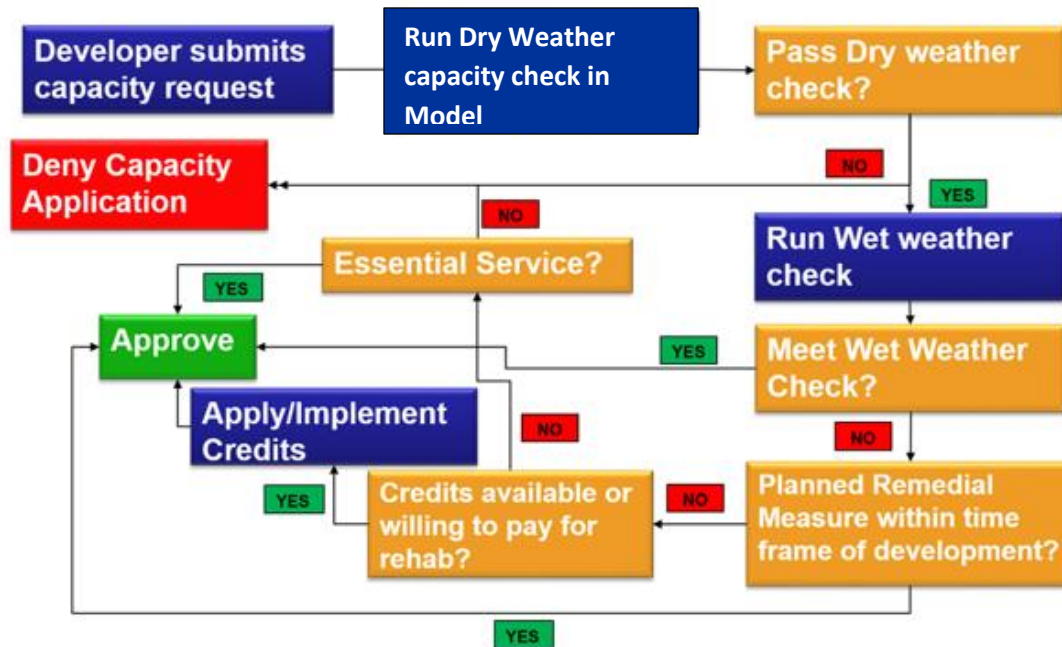 Developer submits
capacity request
Run Dry Weather
capacity check in
Model
Pass Dry weather
check?
Deny Capacity
Application
NO
YES
NO
Essential Service?
YES
Run Wet weather
check
Approve
YES
Meet Wet Weather
Check?
Apply/Implement
Credits
NO
NO
YES
Credits available or
willing to pay for
rehab?
NO
Planned Remedial
Measure within time
frame of development?
YES